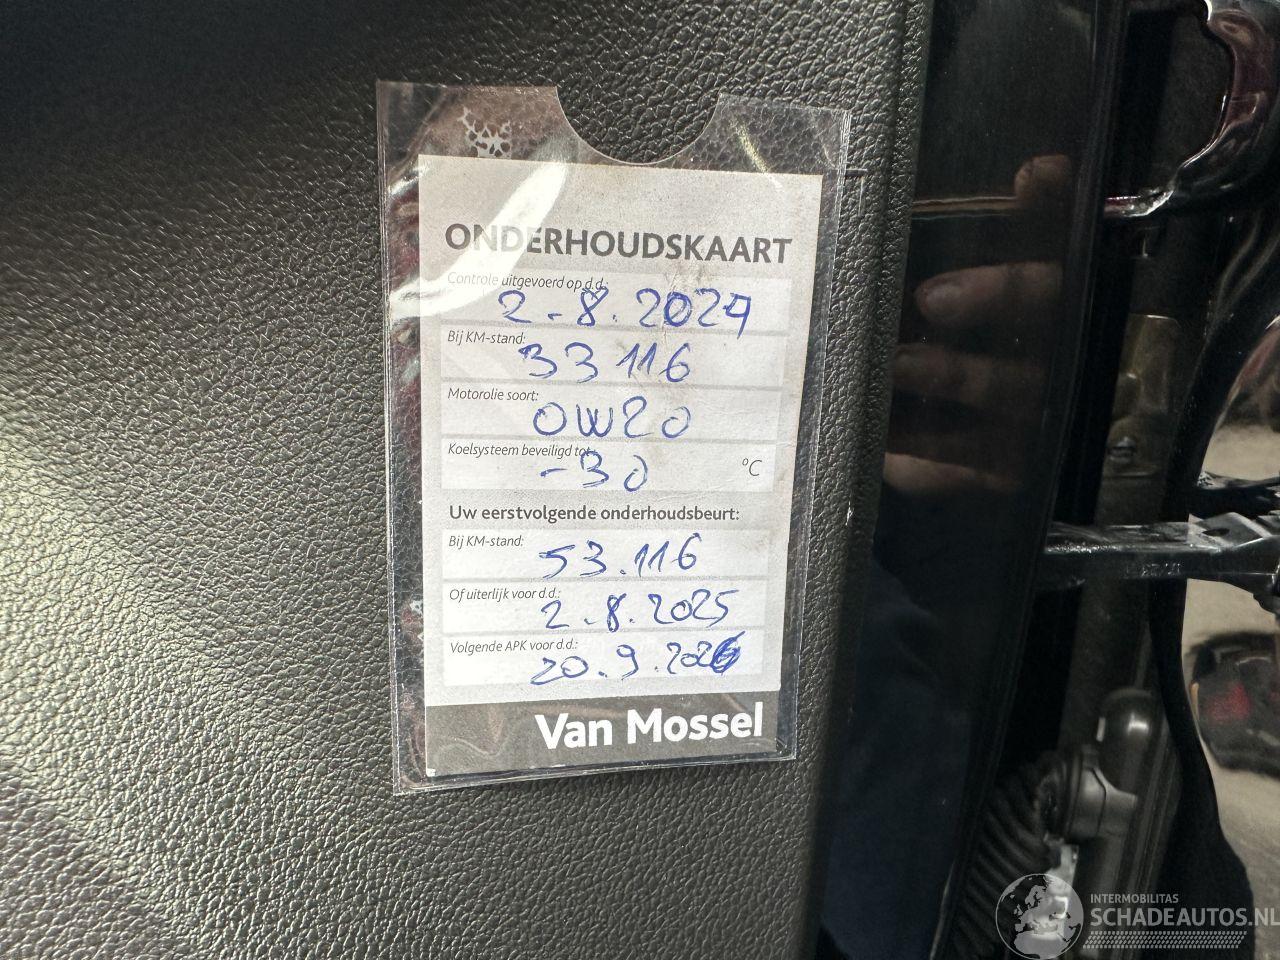 ONDERHOUDSKAART
Controle uitgevoerd op d.d.:
2-8.2024
Bij KM-stand:
33116
Motorolie soort:
0W20
Koelsysteem beveiligd tot:
-30 °C
Uw eerstvolgende onderhoudsbeurt:
Bij KM-stand:
53.116
Of uiterlijk voor d.d.:
2.8.2025
Volgende APK voor d.d.:
20.9.2026
Van Mossel
INTERMOBILITAS
SCHADEAUTOS.NL